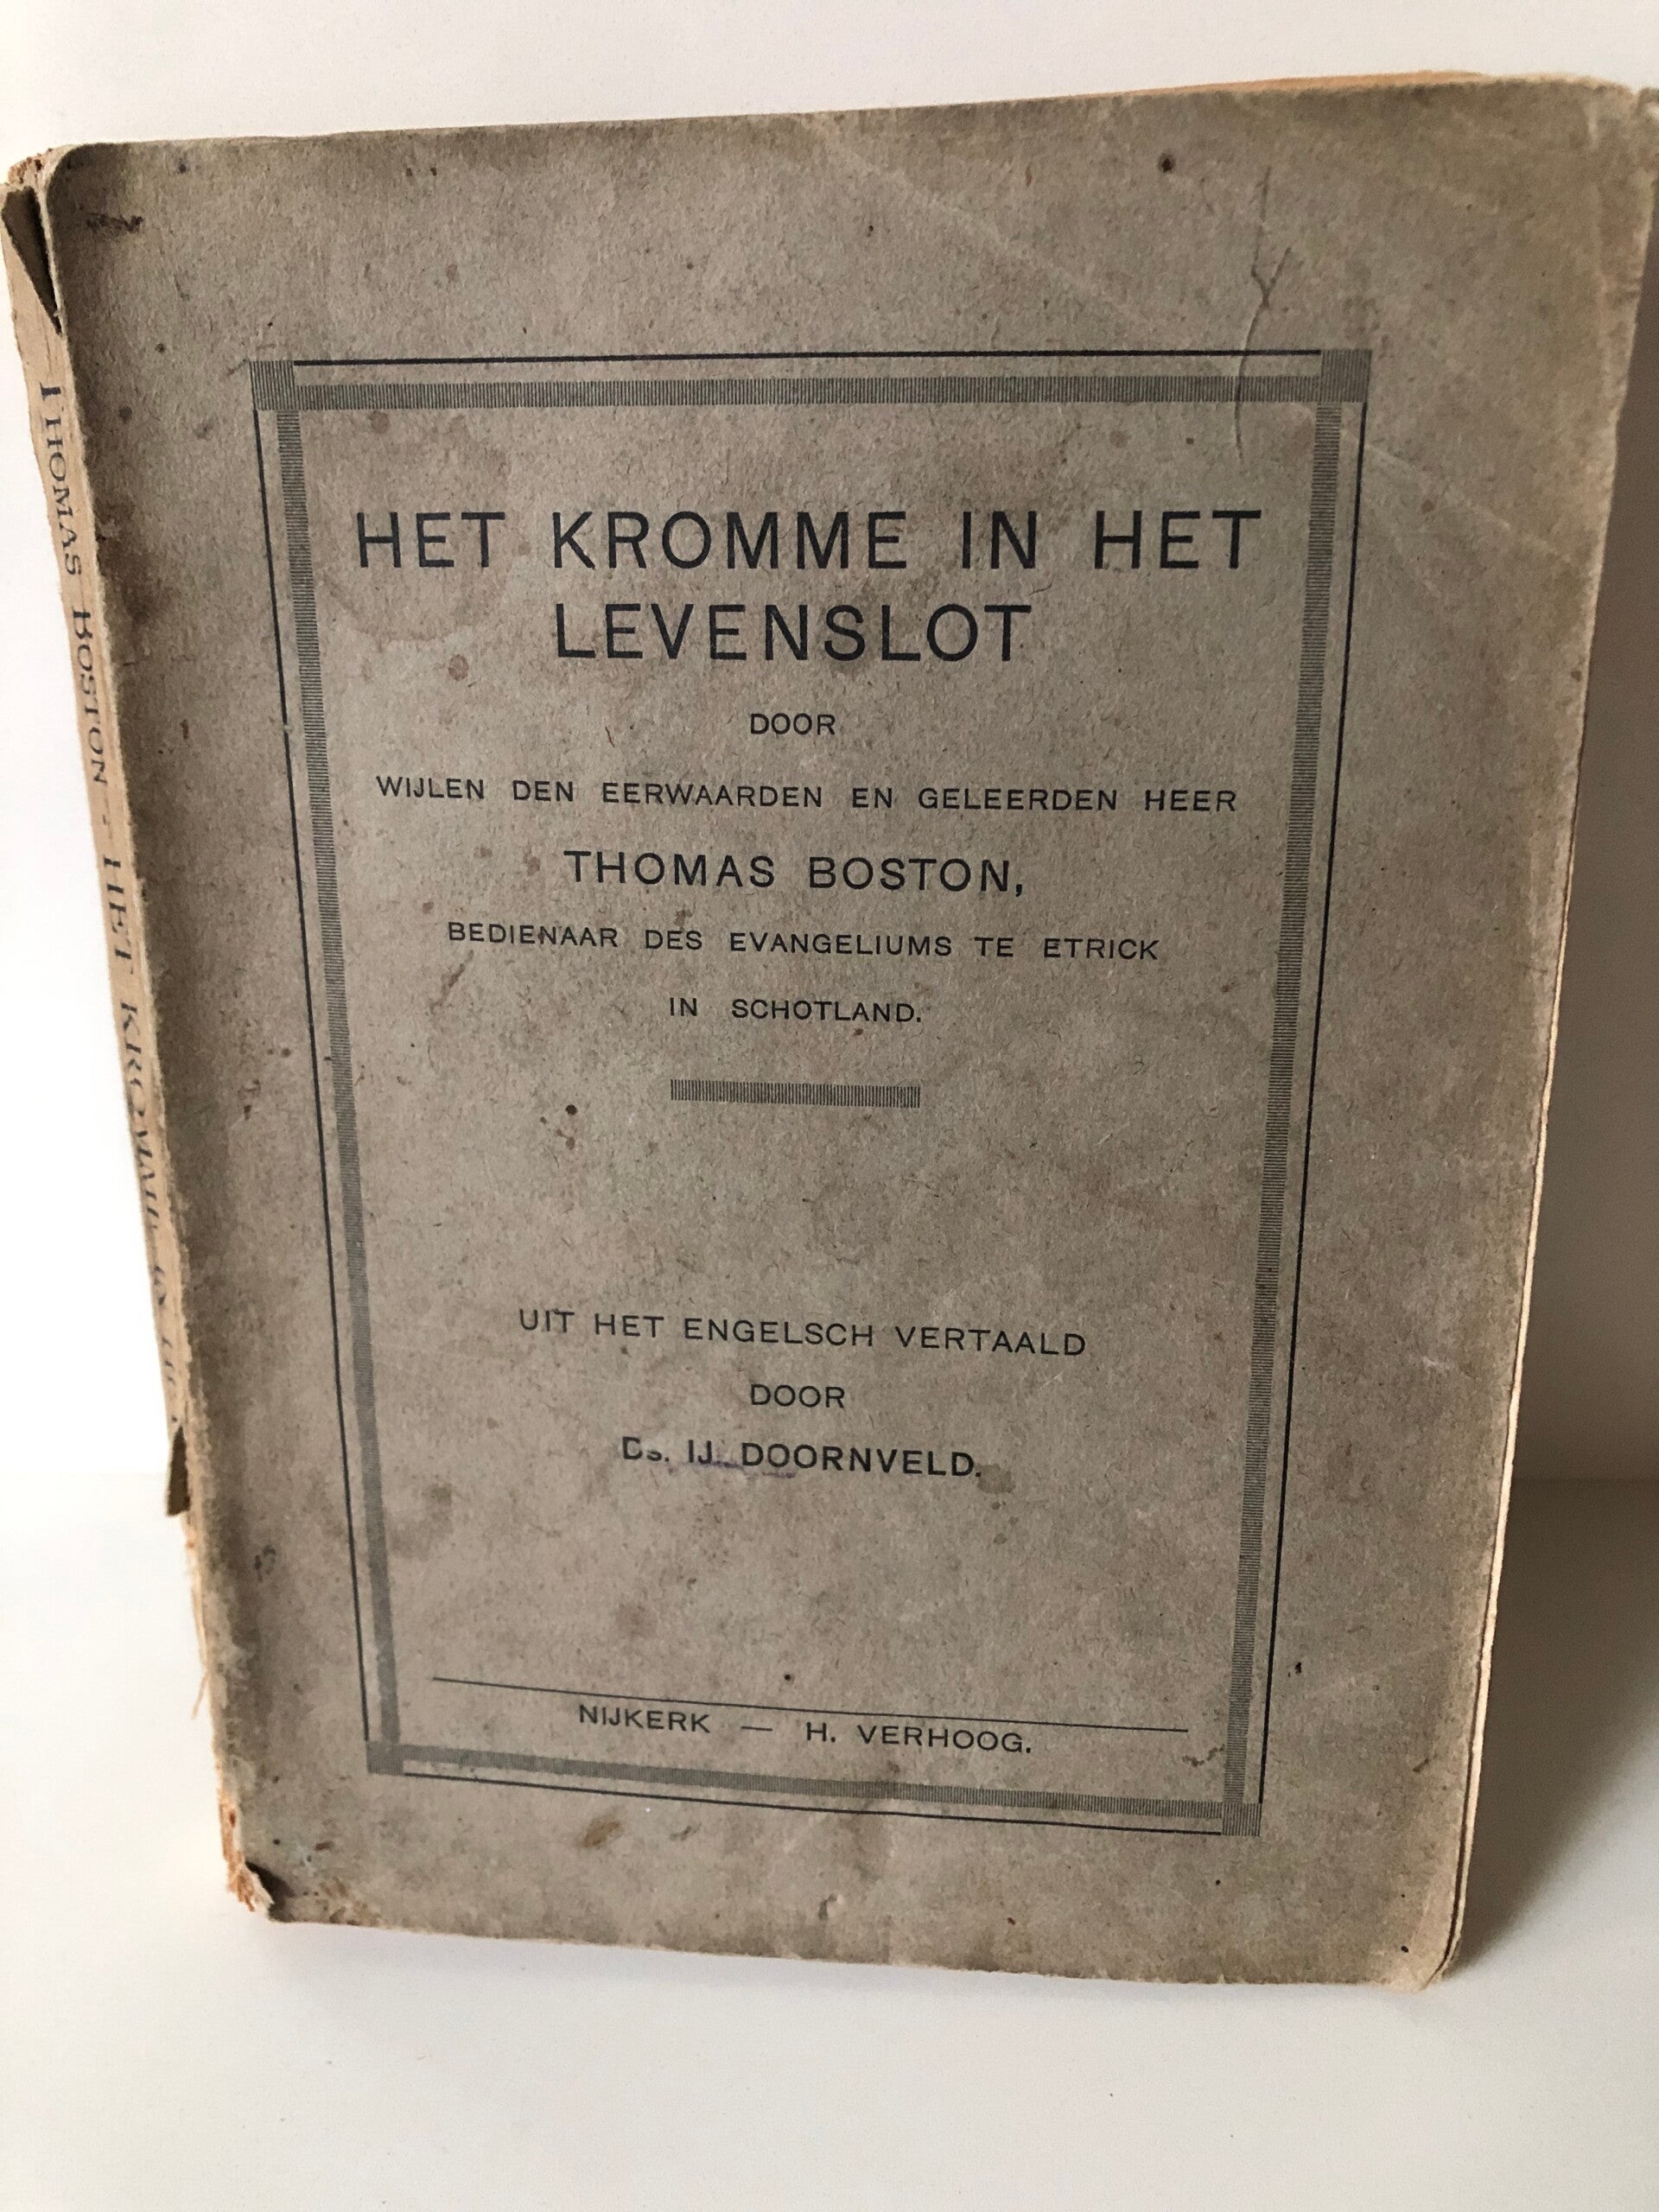 HET KROMME IN HET
LEVENSLOT
DOOR
WIJLEN DEN EERWAARDEN EN GELEERDEN HEER
THOMAS BOSTON,
BEDIENAAR DES EVANGELIUMS TE ETRICK
IN SCHOTLAND.
UIT HET ENGELSCH VERTAALD
DOOR
Ds. IJ. DOORNVELD.
NIJKERK — H. VERHOOG.
THOMAS BOSTON - HET KROMME